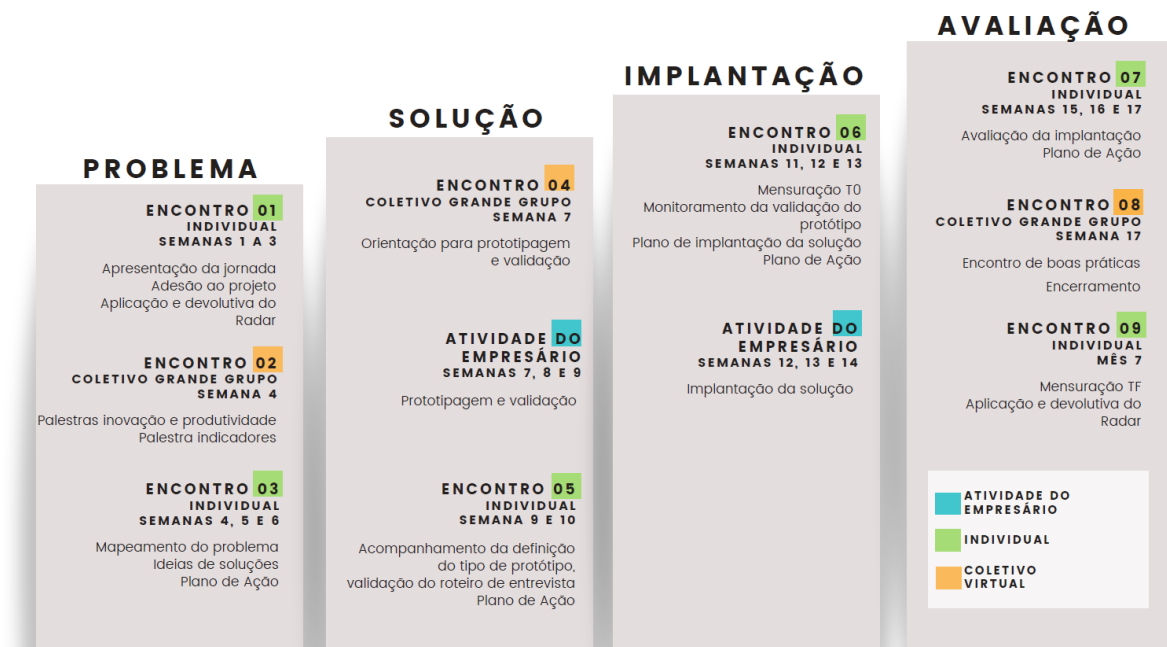 PROBLEMA
ENCONTRO 01
INDIVIDUAL
SEMANAS 1 A 3
Apresentação da jornada
Adesão ao projeto
Aplicação e devolutiva do
Radar
ENCONTRO 02
COLETIVO GRANDE GRUPO
SEMANA 4
Palestras inovação e produtividade
Palestra indicadores
ENCONTRO 03
INDIVIDUAL
SEMANAS 4, 5 E 6
Mapeamento do problema
Ideias de soluções
Plano de Ação
SOLUÇÃO
ENCONTRO 04
COLETIVO GRANDE GRUPO
SEMANA 7
Orientação para prototipagem
e validação
ATIVIDADE DO
EMPRESÁRIO
SEMANAS 7, 8 E 9
Prototipagem e validação
ENCONTRO 05
INDIVIDUAL
SEMANA 9 E 10
Acompanhamento da definição
do tipo de protótipo,
validação do roteiro de entrevista
Plano de Ação
IMPLANTAÇÃO
ENCONTRO 06
INDIVIDUAL
SEMANAS 11, 12 E 13
Mensuração T0
Monitoramento da validação do
protótipo
Plano de implantação da solução
Plano de Ação
ATIVIDADE DO
EMPRESÁRIO
SEMANAS 12, 13 E 14
Implantação da solução
AVALIAÇÃO
ENCONTRO 07
INDIVIDUAL
SEMANAS 15, 16 E 17
Avaliação da implantação
Plano de Ação
ENCONTRO 08
COLETIVO GRANDE GRUPO
SEMANA 17
Encontro de boas práticas
Encerramento
ENCONTRO 09
INDIVIDUAL
MÊS 7
Mensuração TF
Aplicação e devolutiva do
Radar
ATIVIDADE DO
EMPRESÁRIO
INDIVIDUAL
COLETIVO
VIRTUAL